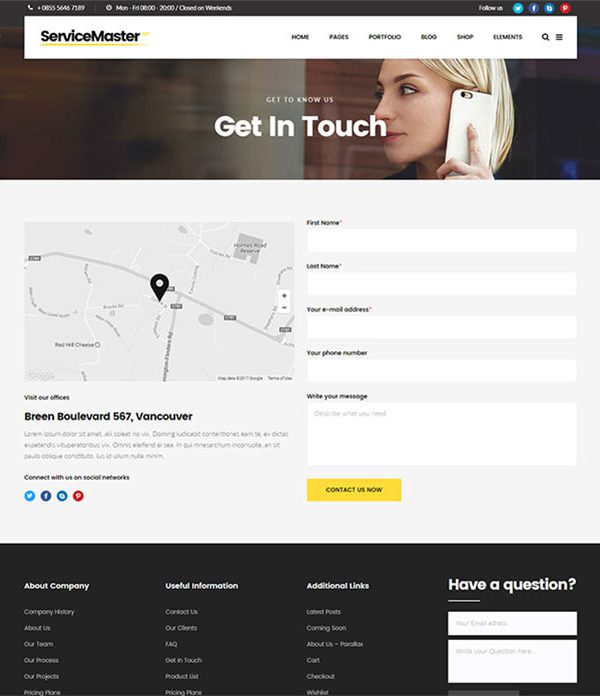 + 0855 5646 7189
Mon - Fri 08:00 - 20:00 / Closed on Weekends
Follow us
ServiceMaster
HOME
PAGES
PORTFOLIO
BLOG
SHOP
ELEMENTS
GET TO KNOW US
Get In Touch
First Name*
Last Name*
Your e-mail address*
Your phone number
Write your message
Describe what you need
CONTACT US NOW
Homes Road
Reserve
Red Hill Cheese
Google
Map data ©2017 Google
Terms of Use
Visit our offices
Breen Boulevard 567, Vancouver
Lorem ipsum dolor sit amet, ali soleat no vix. Doming iudicabit contentiones eam te, ex quidam
expetendis vituperatoribus vix. Omnis eleifend ei sea. In qui mnesarchum incorrupte, an sint
paulo oblique constituto. Ius id ullum nulla minim.
Connect with us on social networks
About Company
Company History
About Us
Our Team
Our Process
Our Projects
Pricing Plans
Useful Information
Contact Us
Our Clients
FAQ
Get In Touch
Product List
Pricing Plans
Additional Links
Latest Posts
Coming Soon
About Us – Parallax
Cart
Checkout
Wishlist
Have a question?
Your Email adress
Write your Question here...